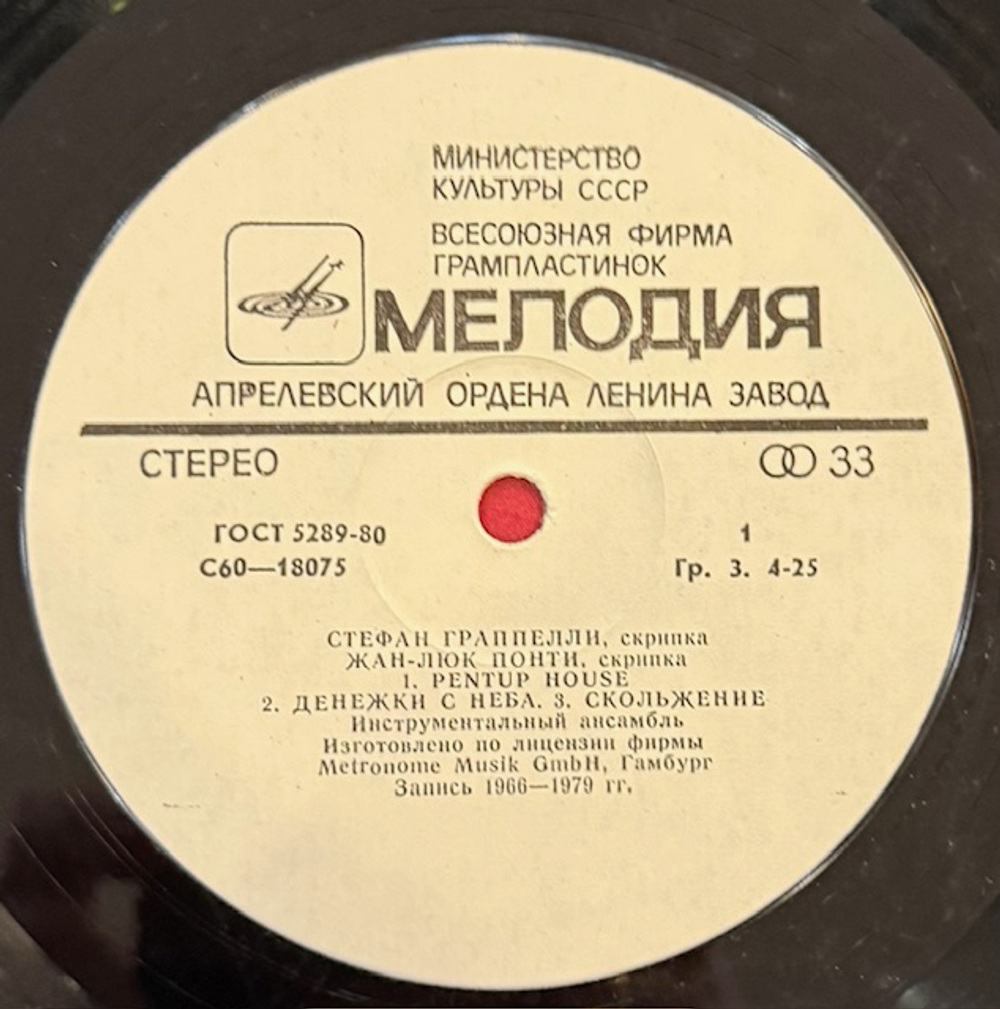 МИНИСТЕРСТВО
КУЛЬТУРЫ СССР
ВСЕСОЮЗНАЯ ФИРМА
ГРАМПЛАСТИНОК
МЕЛОДИЯ
АПРЕЛЕВСКИЙ ОРДЕНА ЛЕНИНА ЗАВОД
СТЕРЕО
33
ГОСТ 5289-80
1
С60—18075
Гр. 3. 4-25
СТЕФАН ГРАППЕЛЛИ, скрипка
ЖАН-ЛЮК ПОНТИ, скрипка
1. PENTUP HOUSE
2. ДЕНЕЖКИ С НЕБА. 3. СКОЛЬЖЕНИЕ
Инструментальный ансамбль
Изготовлено по лицензии фирмы
Metronome Musik GmbH, Гамбург
Запись 1966—1979 гг.